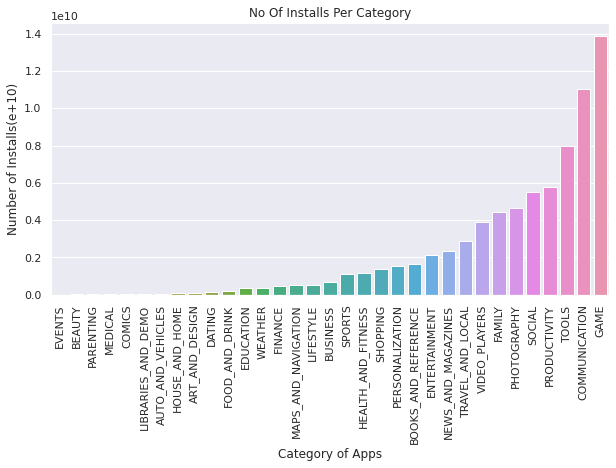 No Of Installs Per Category
1e10
Number of Installs(e+10)
1.4
1.2
1.0
0.8
0.6
0.4
0.2
0.0
EVENTS
BEAUTY
PARENTING
MEDICAL
COMICS
LIBRARIES_AND_DEMO
AUTO_AND_VEHICLES
HOUSE_AND_HOME
ART_AND_DESIGN
DATING
FOOD_AND_DRINK
EDUCATION
WEATHER
FINANCE
MAPS_AND_NAVIGATION
LIFESTYLE
BUSINESS
SPORTS
HEALTH_AND_FITNESS
SHOPPING
PERSONALIZATION
BOOKS_AND_REFERENCE
ENTERTAINMENT
NEWS_AND_MAGAZINES
TRAVEL_AND_LOCAL
VIDEO_PLAYERS
FAMILY
PHOTOGRAPHY
SOCIAL
PRODUCTIVITY
TOOLS
COMMUNICATION
GAME
Category of Apps